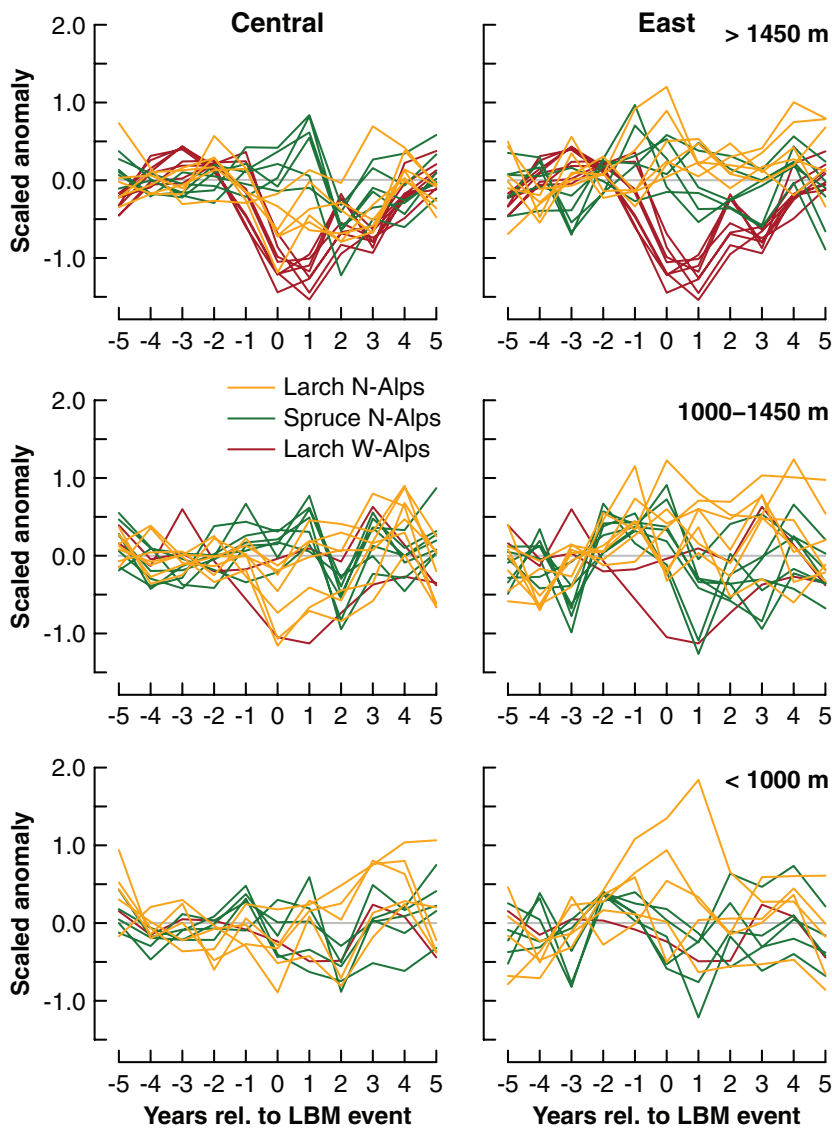 Central East > 1450 m
Scaled anomaly
2.0
1.0
0.0
-1.0
-5 -4 -3 -2 -1 0 1 2 3 4 5
-5 -4 -3 -2 -1 0 1 2 3 4 5
Larch N-Alps
Spruce N-Alps
Larch W-Alps
1000–1450 m
Scaled anomaly
2.0
1.0
0.0
-1.0
-5 -4 -3 -2 -1 0 1 2 3 4 5
-5 -4 -3 -2 -1 0 1 2 3 4 5
< 1000 m
Scaled anomaly
2.0
1.0
0.0
-1.0
-5 -4 -3 -2 -1 0 1 2 3 4 5
-5 -4 -3 -2 -1 0 1 2 3 4 5
Years rel. to LBM event
Years rel. to LBM event